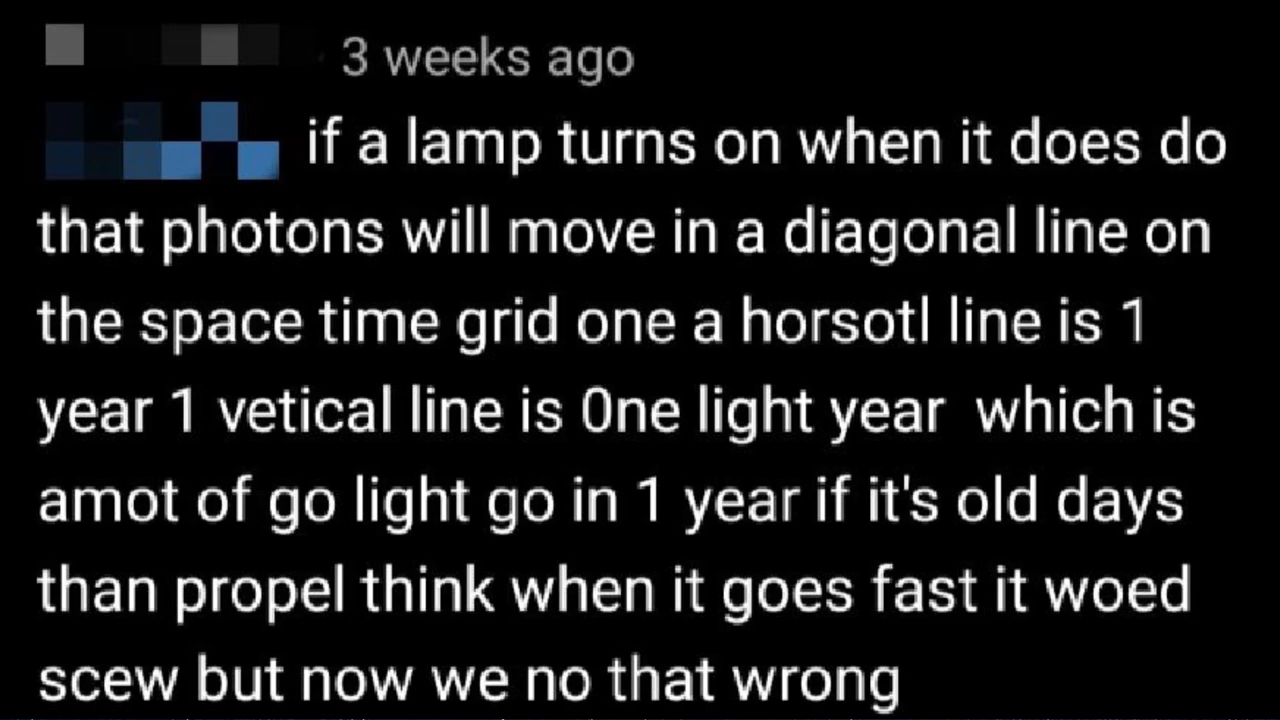 3 weeks ago
if a lamp turns on when it does do
that photons will move in a diagonal line on
the space time grid one a horsotl line is 1
year 1 vetical line is 0ne light year which is
amot of go light go in 1 year if it's old days
than propel think when it goes fast it woed
scew but now we no that wrong